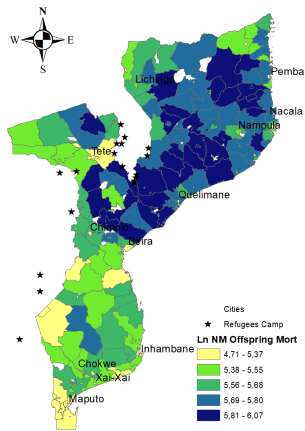 N
W E
S
Lichinga
Pemba
Nacala
Nampula
Tete
Quelimane
Chimoio
Beira
Inhambane
Chokwe
Xai-Xai
Maputo
Cities
Refugees Camp
Ln NM Offspring Mort
4,71 - 5,37
5,38 - 5,55
5,56 - 5,68
5,69 - 5,80
5,81 - 6,07